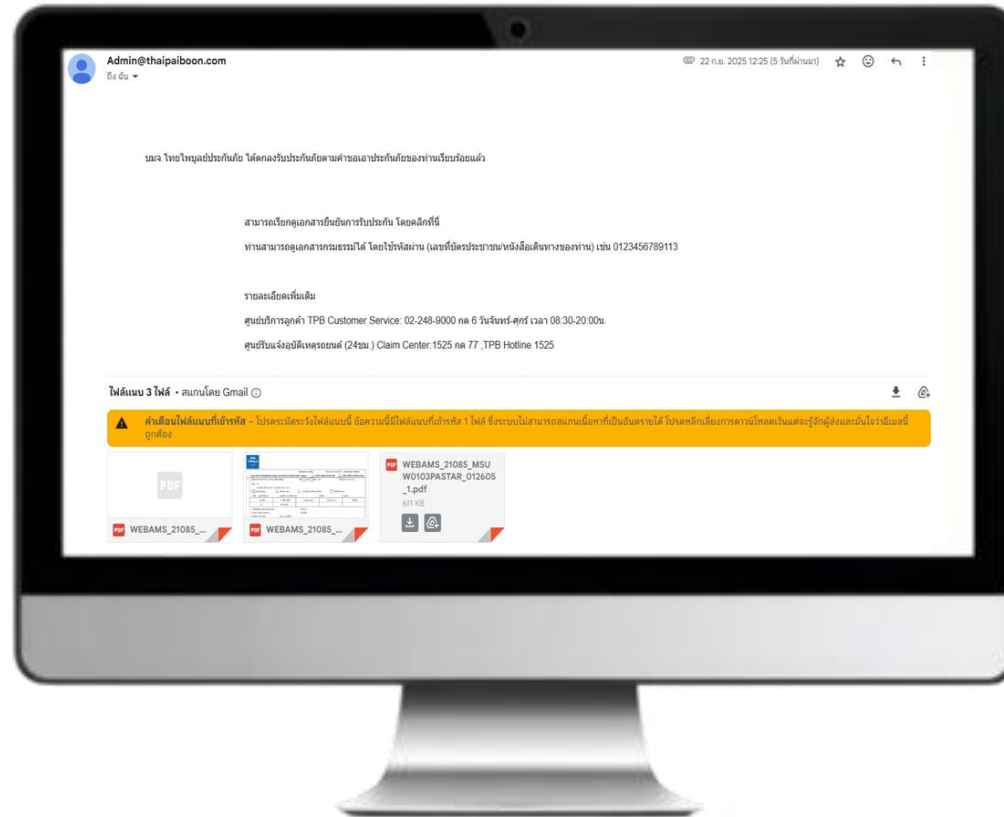 Admin@thaipaiboon.com
22 ก.ย. 2025 12:25 (5 วันที่ผ่านมา)
ถึง ฉัน
บมจ.ไทยไพบูลย์ประกันภัย ได้ตกลงรับประกันภัยตามคำขอเอาประกันภัยของท่านเรียบร้อยแล้ว
สามารถเรียกดูเอกสารยืนยันการรับประกัน โดยคลิกที่นี่
ท่านสามารถดูเอกสารกรมธรรม์ได้ โดยใช้รหัสผ่าน (เลขที่บัตรประชาชน/หนังสือเดินทางของท่าน) เช่น 0123456789113
รายละเอียดเพิ่มเติม
ศูนย์บริการลูกค้า TPB Customer Service: 02-248-9000 กด 6 วันจันทร์-ศุกร์ เวลา 08:30-20:00น.
ศูนย์รับแจ้งอุบัติเหตุรถยนต์ (24ชม.) Claim Center:1525 กด 77 ,TPB Hotline 1525
ไฟล์แนบ 3 ไฟล์ • สแกนโดย Gmail
คำเตือนไฟล์แนบที่เข้ารหัส – โปรดระมัดระวังไฟล์แนบนี้ ข้อความนี้มีไฟล์แนบที่เข้ารหัส 1 ไฟล์ ซึ่งระบบไม่สามารถสแกนเนื้อหาที่เป็นอันตรายได้ โปรดหลีกเลี่ยงการดาวน์โหลดเว้นแต่จะรู้จักผู้ส่งและมั่นใจว่าอีเมลนี้
ถูกต้อง
PDF
PDF WEBAMS_21085_...
PDF WEBAMS_21085_...
PDF WEBAMS_21085_MSU
W0103PASTAR_012605
_1.pdf
611 KB